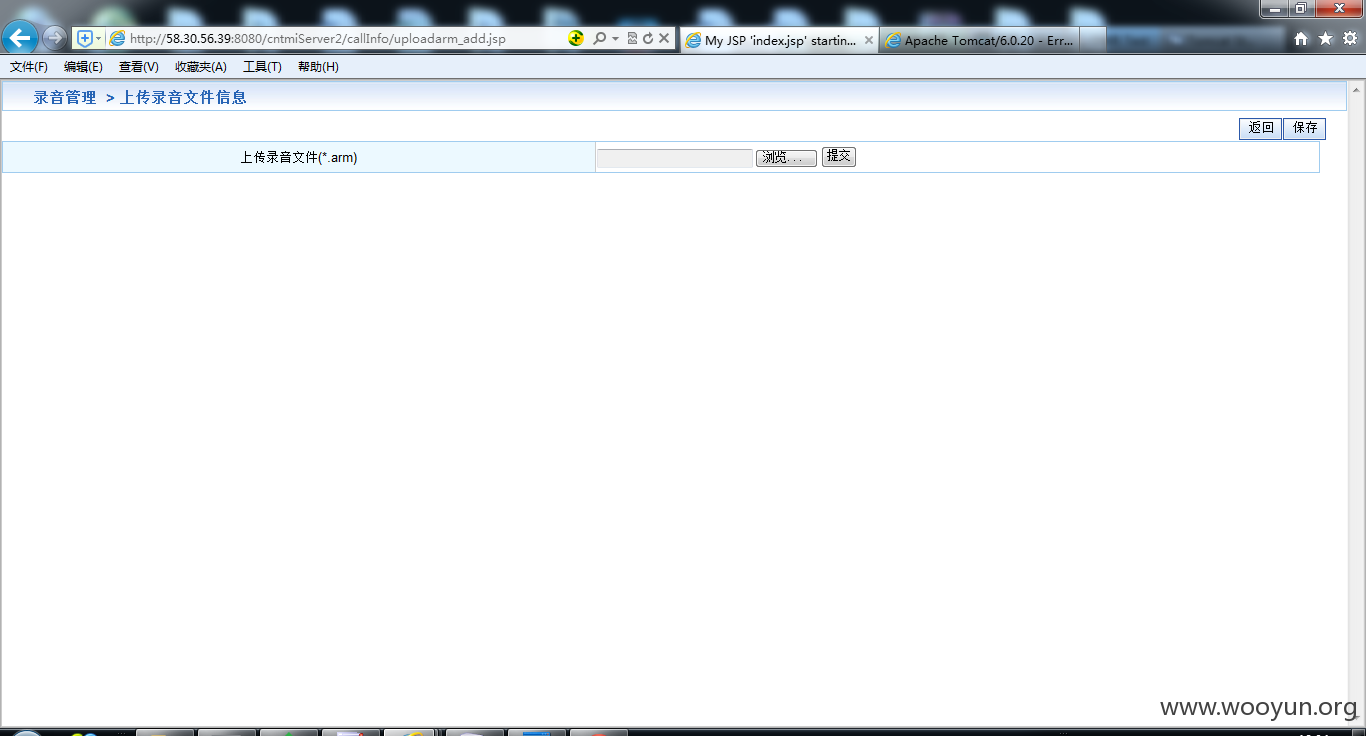 http://58.30.56.39:8080/cntmiServer2/callInfo/uploadarm_add.jsp
My JSP 'index.jsp' startin...
Apache Tomcat/6.0.20 - Err...
文件(F) 编辑(E) 查看(V) 收藏夹(A) 工具(T) 帮助(H)
录音管理 > 上传录音文件信息
返回 保存
上传录音文件(*.arm) 浏览... 提交
www.wooyun.org